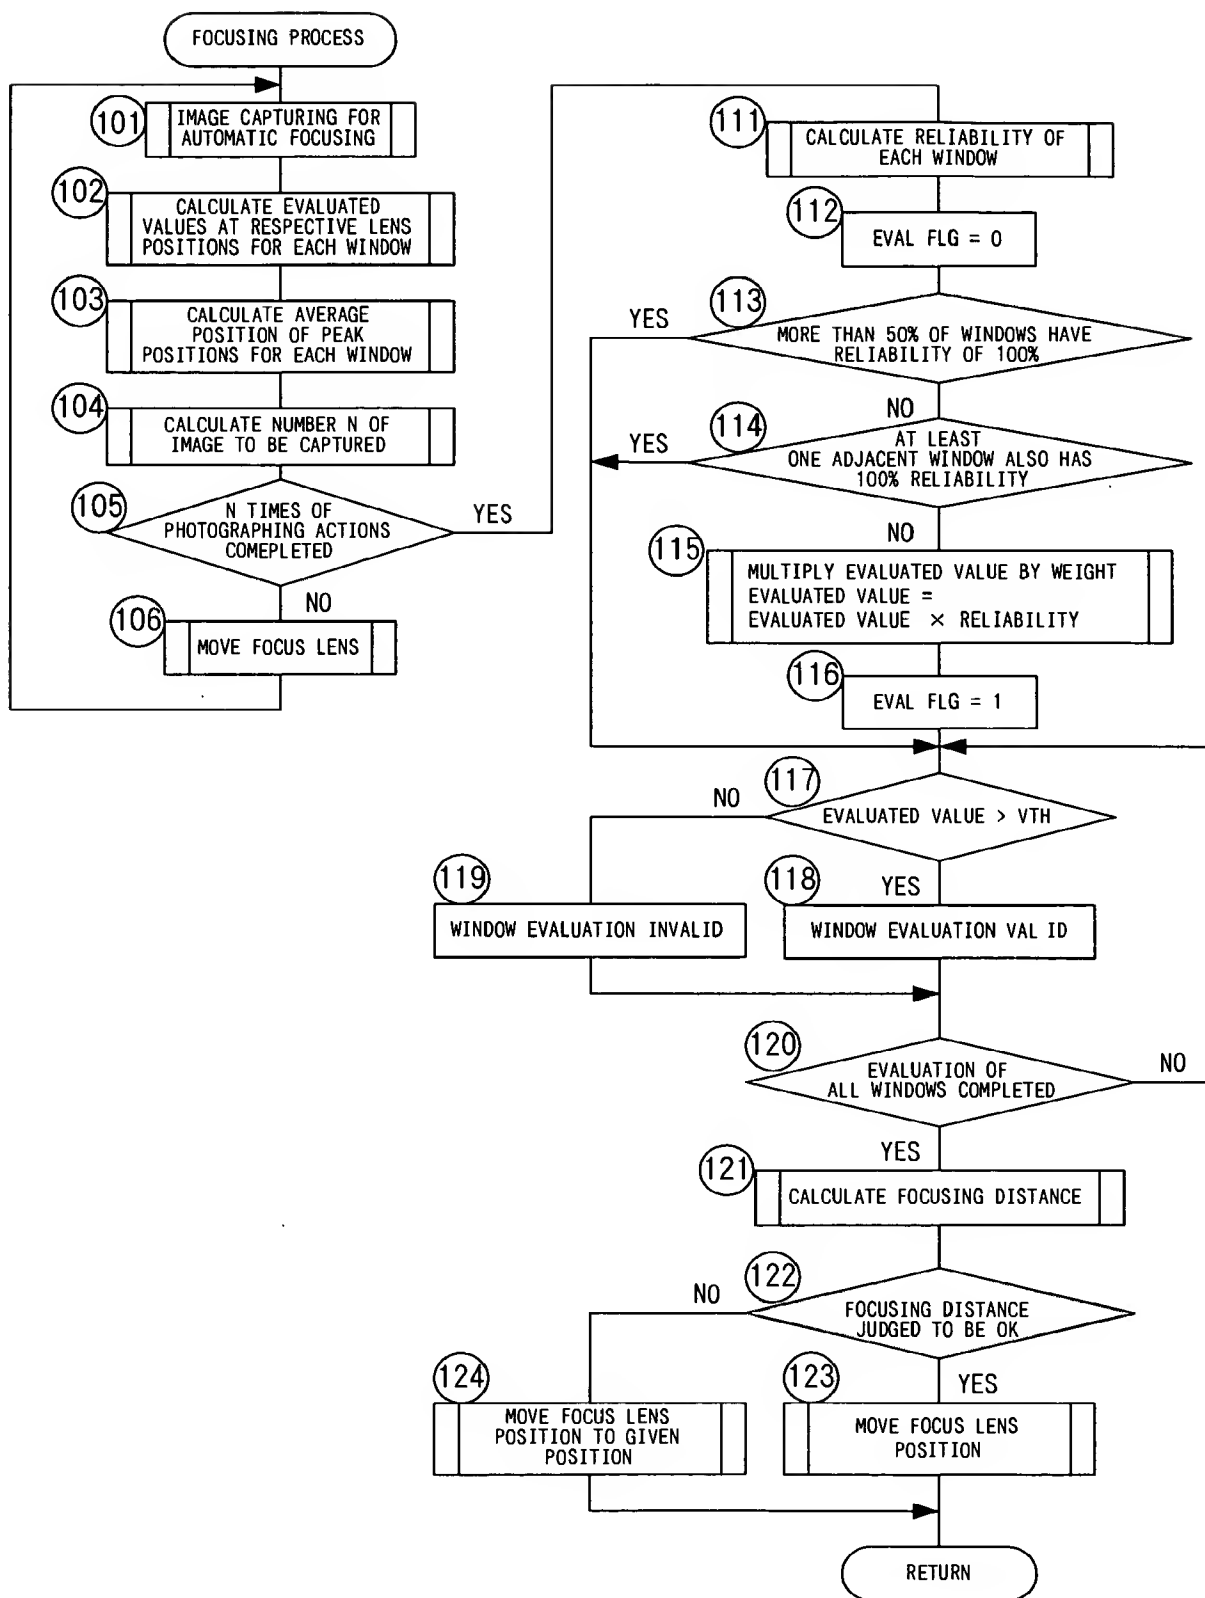 FOCUSING PROCESS
101
IMAGE CAPTURING FOR
AUTOMATIC FOCUSING
102
CALCULATE EVALUATED
VALUES AT RESPECTIVE LENS
POSITIONS FOR EACH WINDOW
103
CALCULATE AVERAGE
POSITION OF PEAK
POSITIONS FOR EACH WINDOW
104
CALCULATE NUMBER N OF
IMAGE TO BE CAPTURED
105
N TIMES OF
PHOTOGRAPHING ACTIONS
COMEPLETED
YES
NO
106
MOVE FOCUS LENS
111
CALCULATE RELIABILITY OF
EACH WINDOW
112
EVAL FLG = 0
113
YES
MORE THAN 50% OF WINDOWS HAVE
RELIABILITY OF 100%
NO
114
YES
AT LEAST
ONE ADJACENT WINDOW ALSO HAS
100% RELIABILITY
NO
115
MULTIPLY EVALUATED VALUE BY WEIGHT
EVALUATED VALUE =
EVALUATED VALUE × RELIABILITY
116
EVAL FLG = 1
117
NO
EVALUATED VALUE > VTH
YES
119
WINDOW EVALUATION INVALID
118
WINDOW EVALUATION VAL ID
120
EVALUATION OF
ALL WINDOWS COMPLETED
NO
YES
121
CALCULATE FOCUSING DISTANCE
122
NO
FOCUSING DISTANCE
JUDGED TO BE OK
YES
124
MOVE FOCUS LENS
POSITION TO GIVEN
POSITION
123
MOVE FOCUS LENS
POSITION
RETURN